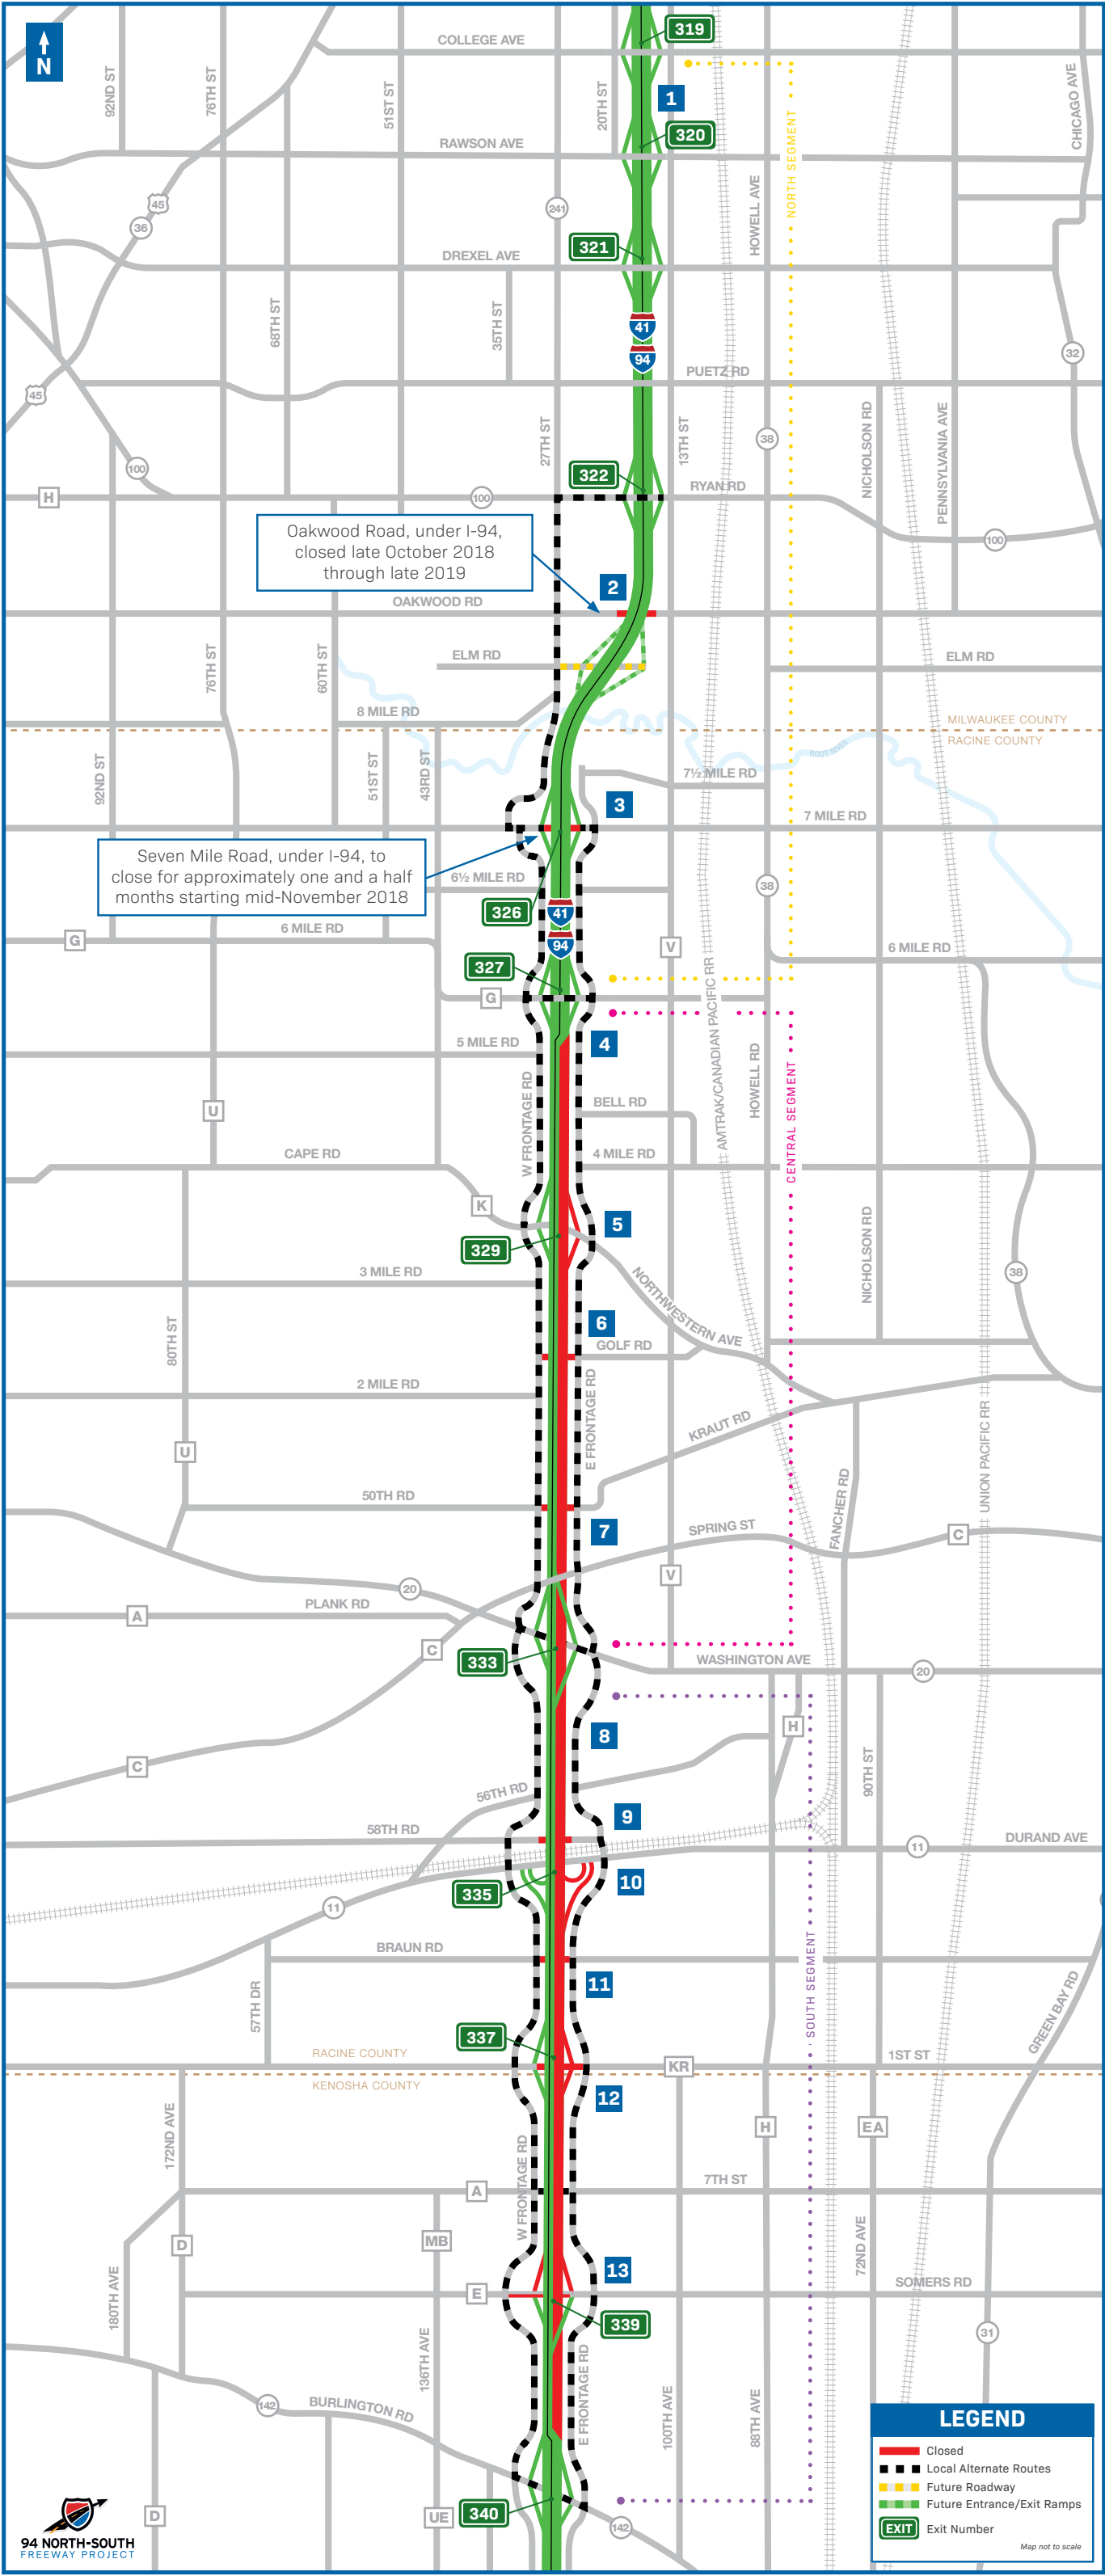 N
319
COLLEGE AVE
92ND ST
76TH ST
51ST ST
20TH ST
CHICAGO AVE
1
320
RAWSON AVE
NORTH SEGMENT
HOWELL AVE
45
36
241
321
DREXEL AVE
68TH ST
35TH ST
41
94
32
PUETZ RD
45
27TH ST
13TH ST
38
NICHOLSON RD
PENNSYLVANIA AVE
100
322
H
100
RYAN RD
100
Oakwood Road, under I-94,
closed late October 2018
through late 2019
2
OAKWOOD RD
76TH ST
60TH ST
ELM RD
ELM RD
8 MILE RD
MILWAUKEE COUNTY
RACINE COUNTY
ROOT RIVER
92ND ST
51ST ST
43RD ST
7½ MILE RD
3
7 MILE RD
Seven Mile Road, under I-94, to
close for approximately one and a half
months starting mid-November 2018
6½ MILE RD
38
326
41
94
G
6 MILE RD
V
6 MILE RD
327
G
AMTRAK/CANADIAN PACIFIC RR
4
5 MILE RD
W FRONTAGE RD
HOWELL RD
CENTRAL SEGMENT
U
BELL RD
CAPE RD
4 MILE RD
K
5
329
NICHOLSON RD
3 MILE RD
38
NORTHWESTERN AVE
80TH ST
6
GOLF RD
2 MILE RD
E FRONTAGE RD
KRAUT RD
UNION PACIFIC RR
U
50TH RD
FANCHER RD
7
SPRING ST
C
20
V
A
PLANK RD
C
333
WASHINGTON AVE
20
8
H
C
56TH RD
90TH ST
9
58TH RD
DURAND AVE
11
10
335
11
BRAUN RD
SOUTH SEGMENT
57TH DR
11
GREEN BAY RD
337
RACINE COUNTY
KENOSHA COUNTY
KR
1ST ST
12
172ND AVE
H
EA
W FRONTAGE RD
A
7TH ST
D
MB
72ND AVE
13
180TH AVE
E
SOMERS RD
339
31
136TH AVE
E FRONTAGE RD
100TH AVE
88TH AVE
142
BURLINGTON RD
LEGEND
Closed
Local Alternate Routes
Future Roadway
Future Entrance/Exit Ramps
EXIT
Exit Number
Map not to scale
340
D
UE
142
94 NORTH-SOUTH
FREEWAY PROJECT